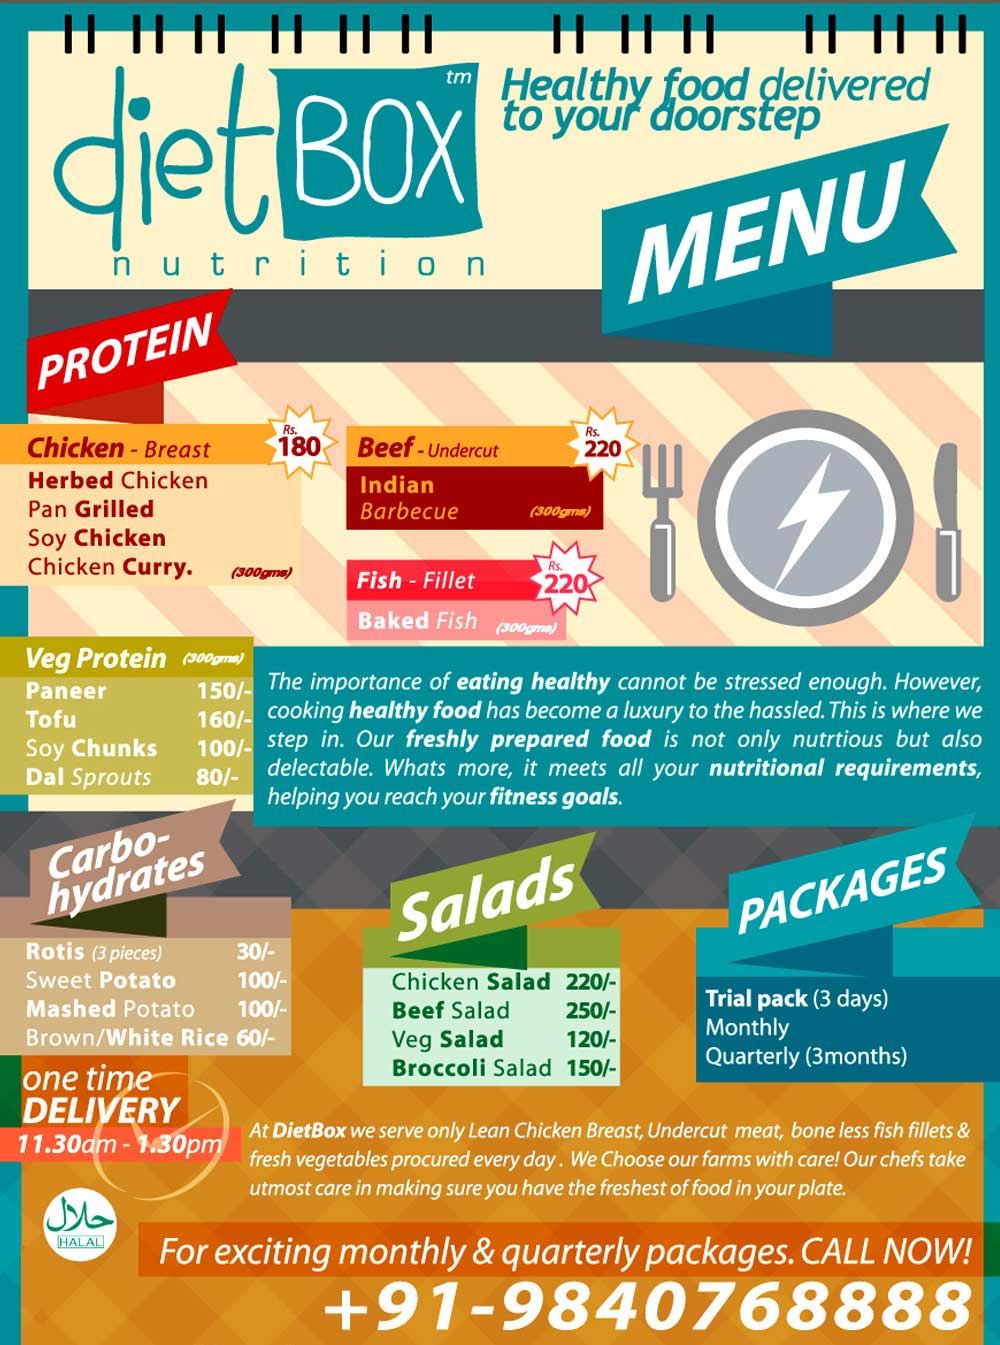 diet BOX tm
nutrition
Healthy food delivered
to your doorstep
MENU
PROTEIN
Chicken - Breast
Rs.
180
Herbed Chicken
Pan Grilled
Soy Chicken
Chicken Curry.
(300gms)
Beef - Undercut
Rs.
220
Indian
Barbecue (300gms)
Fish - Fillet
Rs.
220
Baked Fish (300gms)
Veg Protein (300gms)
Paneer 150/-
Tofu 160/-
Soy Chunks 100/-
Dal Sprouts 80/-
The importance of eating healthy cannot be stressed enough. However,
cooking healthy food has become a luxury to the hassled. This is where we
step in. Our freshly prepared food is not only nutrtious but also
delectable. Whats more, it meets all your nutritional requirements,
helping you reach your fitness goals.
Carbo-
hydrates
Rotis (3 pieces) 30/-
Sweet Potato 100/-
Mashed Potato 100/-
Brown/White Rice 60/-
Salads
Chicken Salad 220/-
Beef Salad 250/-
Veg Salad 120/-
Broccoli Salad 150/-
PACKAGES
Trial pack (3 days)
Monthly
Quarterly (3months)
one time
DELIVERY
11.30am - 1.30pm
At DietBox we serve only Lean Chicken Breast, Undercut meat, bone less fish fillets &
fresh vegetables procured every day . We Choose our farms with care! Our chefs take
utmost care in making sure you have the freshest of food in your plate.
حلال
HALAL
For exciting monthly & quarterly packages. CALL NOW!
+91-9840768888